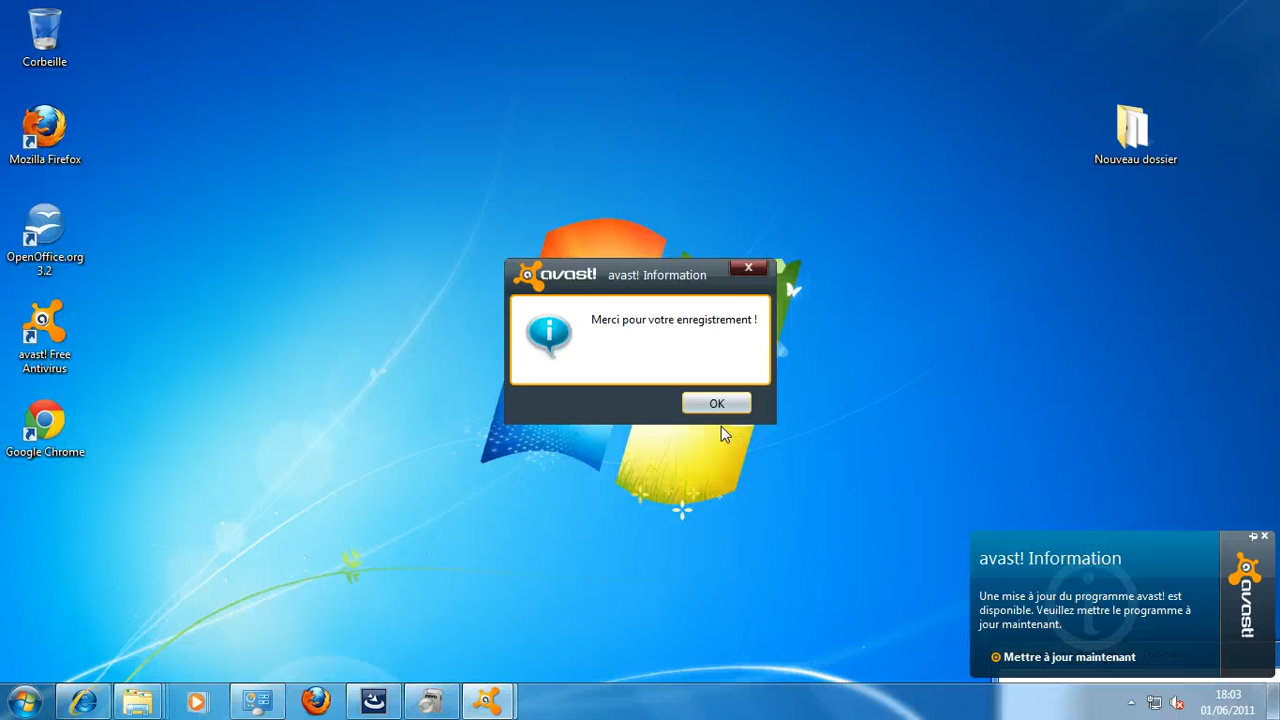 Corbeille
Mozilla Firefox
OpenOffice.org
3.2
avast! Free
Antivirus
Google Chrome
Nouveau dossier
avast! avast! Information
Merci pour votre enregistrement !
OK
avast! Information
Une mise à jour du programme avast! est
disponible. Veuillez mettre le programme à
jour maintenant.
Mettre à jour maintenant
avast!
18:03
01/06/2011